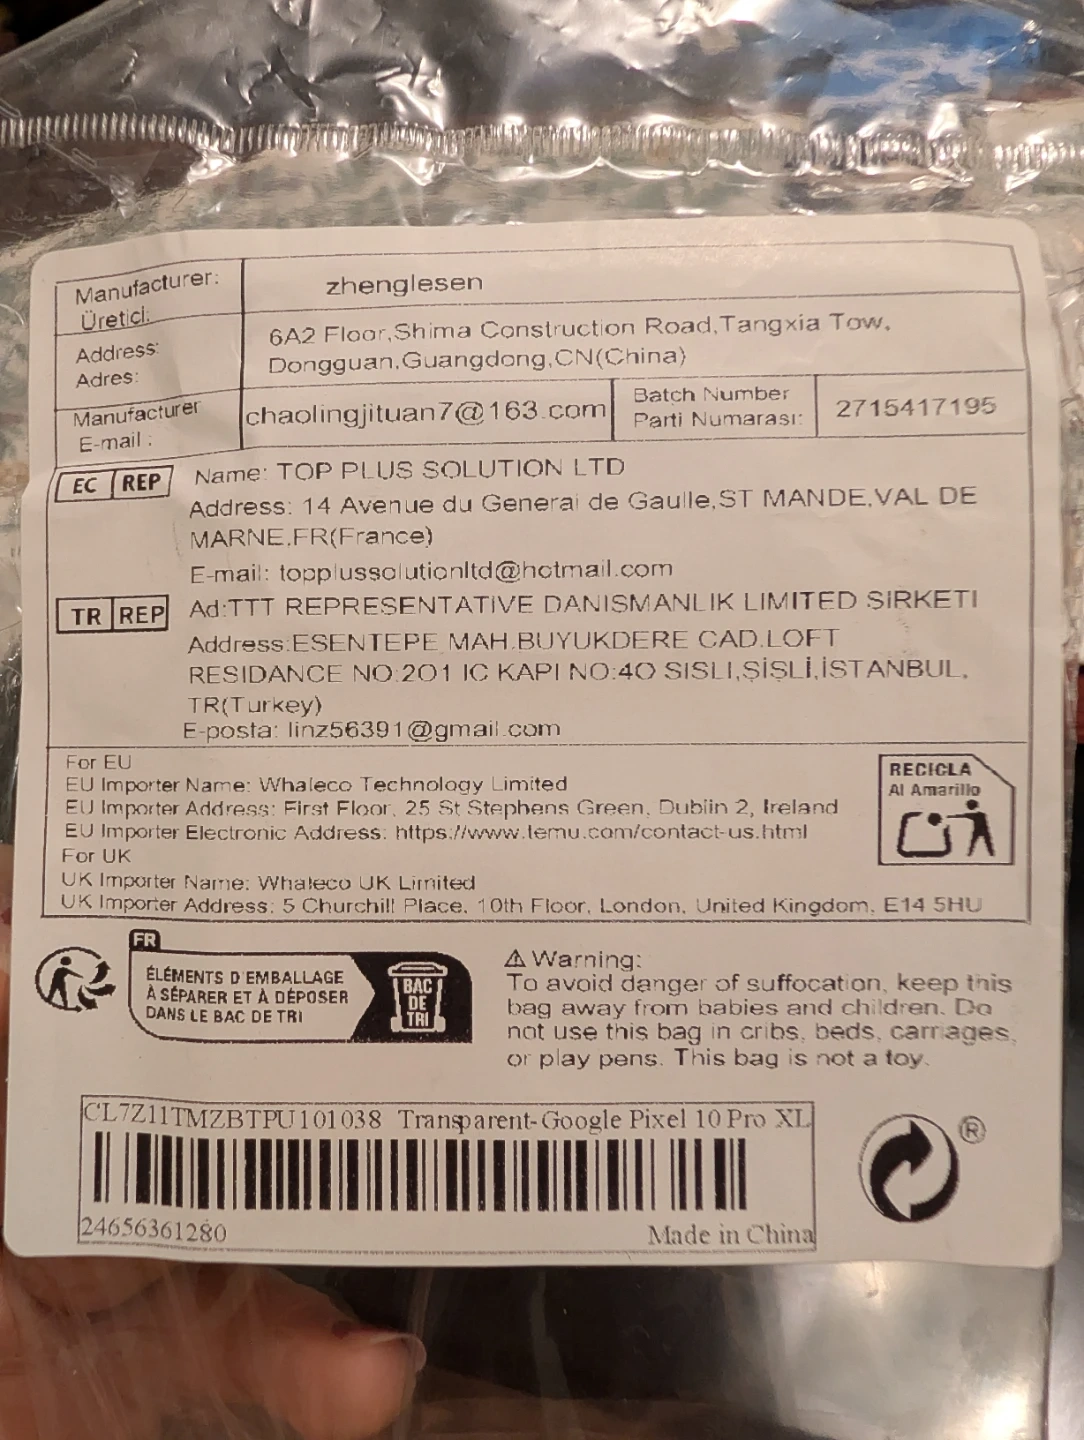 Manufacturer:
Üretici:
zhenglesen
Address:
Adres:
6A2 Floor,Shima Construction Road,Tangxia Tow,
Dongguan,Guangdong,CN(China)
Manufacturer
E-mail :
chaolingjituan7@163.com
Batch Number
Parti Numarası:
2715417195
EC REP
Name: TOP PLUS SOLUTION LTD
Address: 14 Avenue du General de Gaulle,ST MANDE,VAL DE
MARNE,FR(France)
E-mail: topplussolutionltd@hotmail.com
TR REP
Ad:TTT REPRESENTATIVE DANISMANLIK LIMITED SIRKETI
Address:ESENTEPE MAH.BUYUKDERE CAD.LOFT
RESIDANCE NO:201 IC KAPI NO:40 SISLI,ŞİŞLİ,İSTANBUL,
TR(Turkey)
E-posta: linz56391@gmail.com
For EU
EU Importer Name: Whaleco Technology Limited
EU Importer Address: First Floor, 25 St Stephens Green, Dublin 2, Ireland
EU Importer Electronic Address: https://www.temu.com/contact-us.html
For UK
UK Importer Name: Whaleco UK Limited
UK Importer Address: 5 Churchill Place, 10th Floor, London, United Kingdom, E14 5HU
RECICLA
Al Amarillo
FR
ÉLÉMENTS D'EMBALLAGE
À SÉPARER ET À DÉPOSER
DANS LE BAC DE TRI
BAC
DE
TRI
⚠ Warning:
To avoid danger of suffocation, keep this
bag away from babies and children. Do
not use this bag in cribs, beds, carriages,
or play pens. This bag is not a toy.
CL7Z11TMZBTPU101038 Transparent-Google Pixel 10 Pro XL
24656361280
Made in China
®